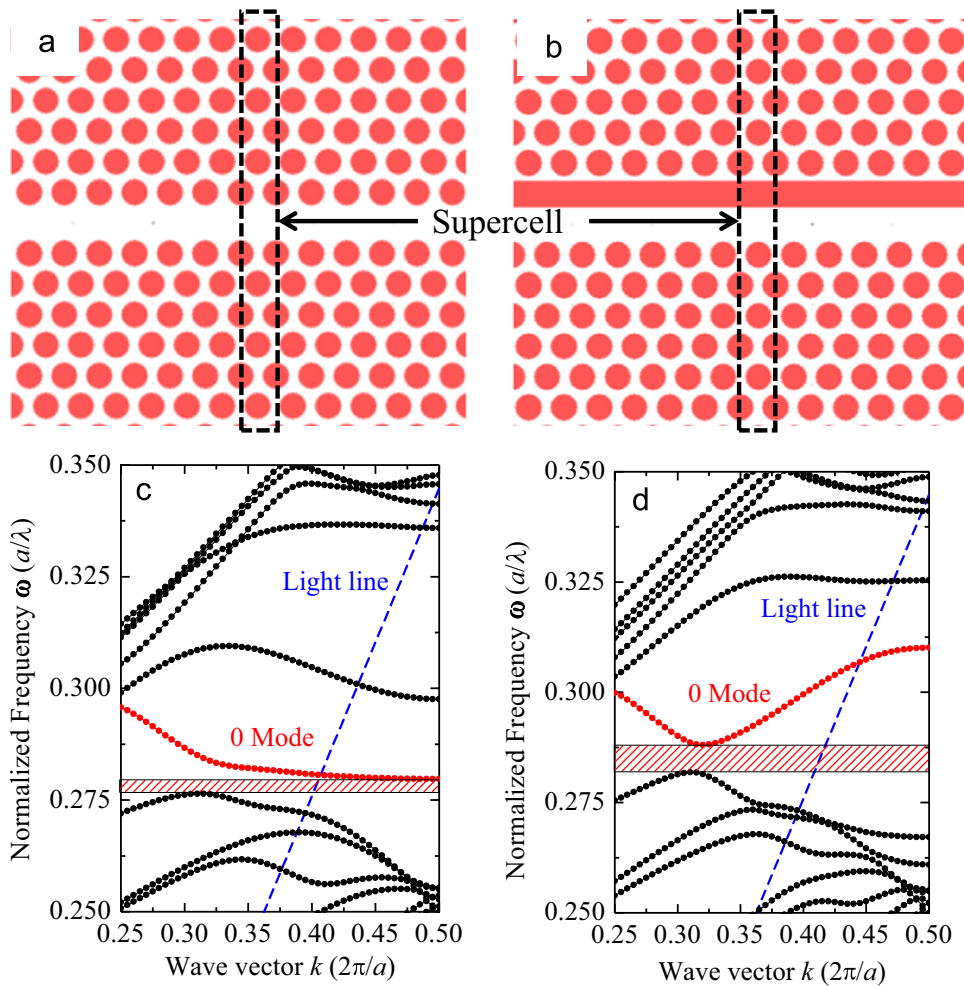 a
b
Supercell
c
0.350
0.325
0.300
0.275
0.250
Normalized Frequency ω (a/λ)
Light line
0 Mode
0.25 0.30 0.35 0.40 0.45 0.50
Wave vector k (2π/a)
d
0.350
0.325
0.300
0.275
0.250
Normalized Frequency ω (a/λ)
Light line
0 Mode
0.25 0.30 0.35 0.40 0.45 0.50
Wave vector k (2π/a)